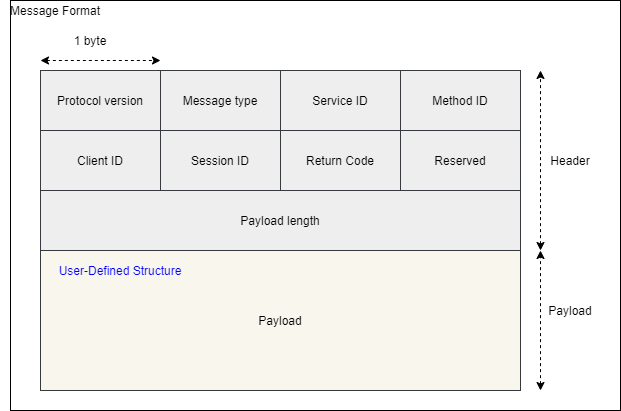 Message Format
1 byte
Protocol version
Message type
Service ID
Method ID
Client ID
Session ID
Return Code
Reserved
Header
Payload length
User-Defined Structure
Payload
Payload